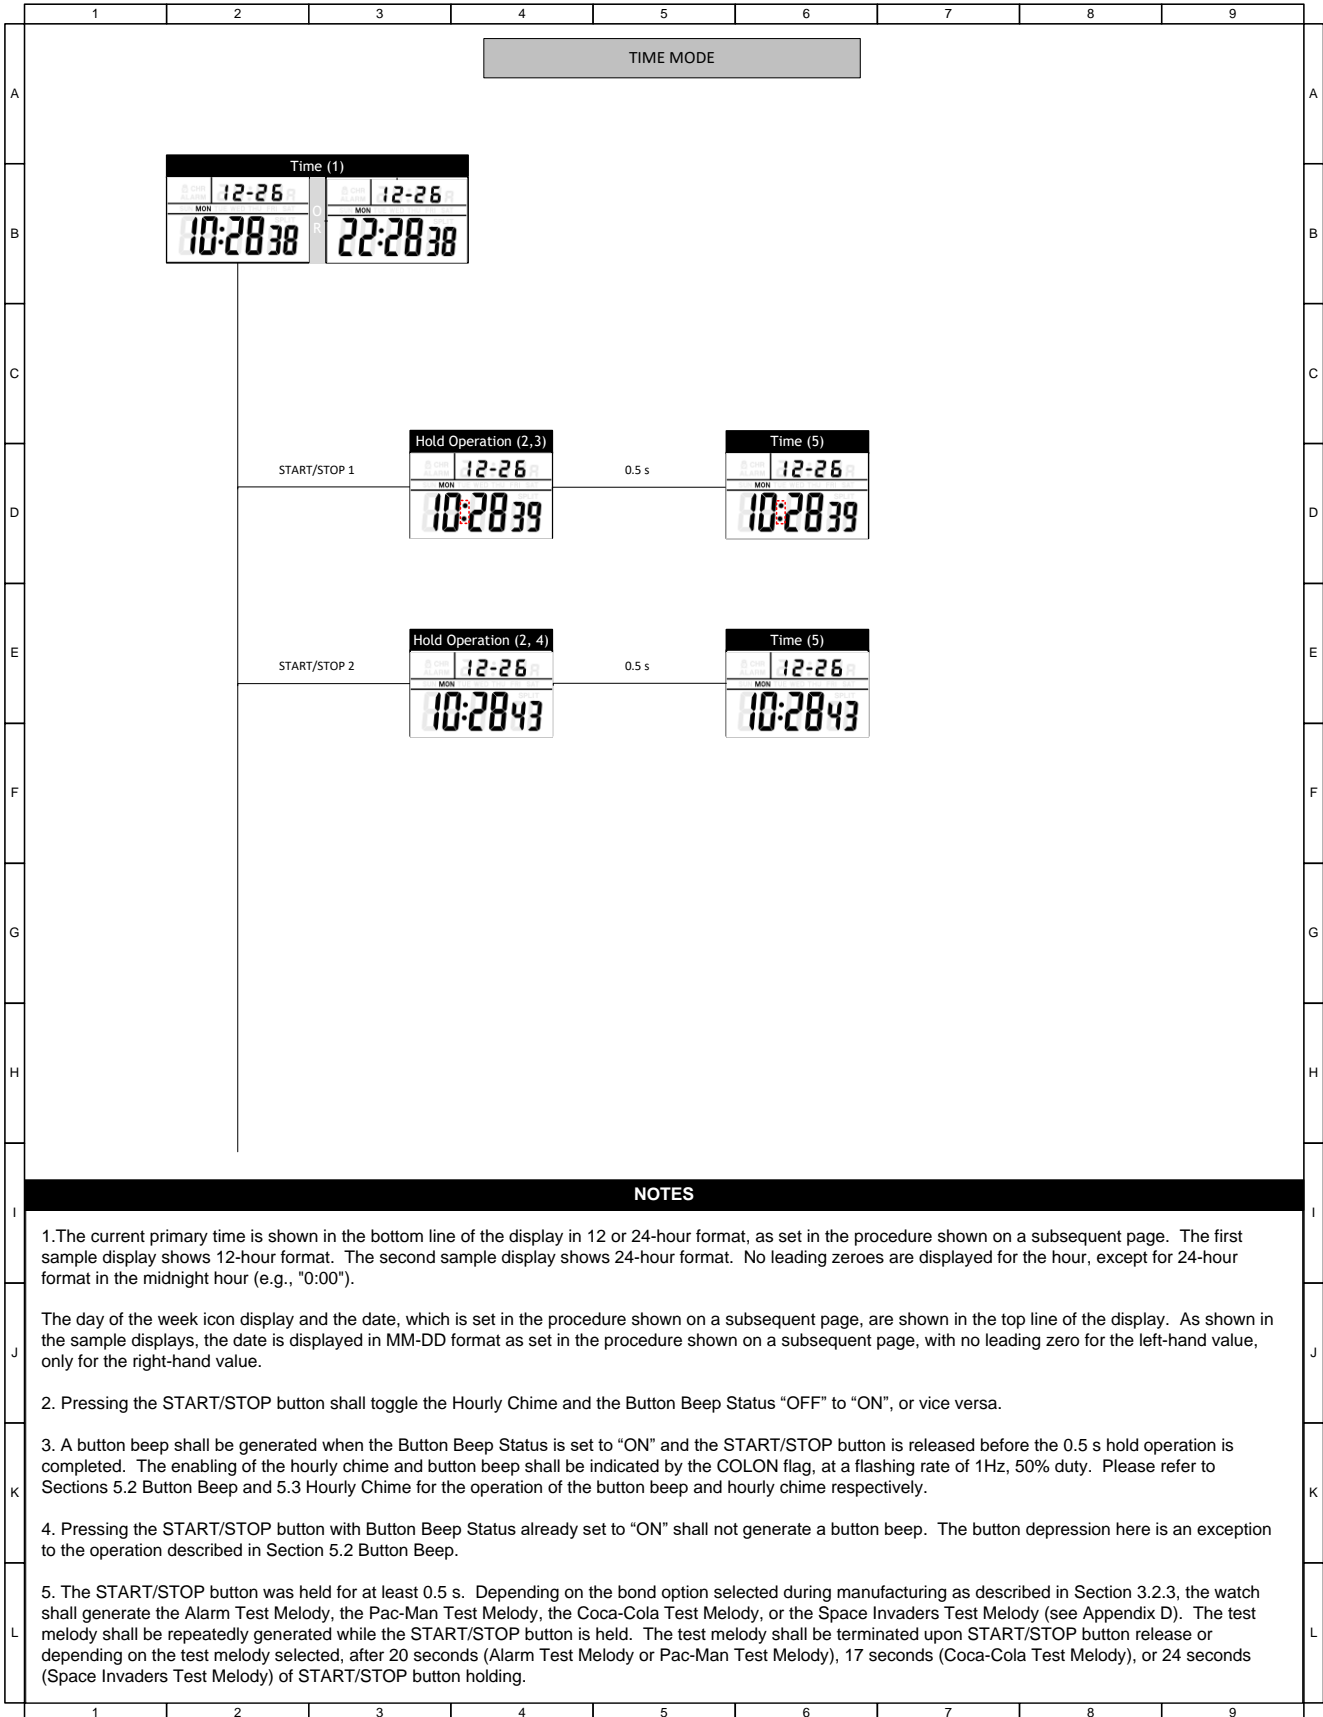 1 2 3 4 5 6 7 8 9
TIME MODE
A A
Time (1)
12-26
MON
10:28 38
OR
12-26
MON
22:28 38
B B
C C
Hold Operation (2,3)
START/STOP 1
12-26
MON
10:28 39
0.5 s
Time (5)
12-26
MON
10:28 39
D D
Hold Operation (2, 4)
START/STOP 2
12-26
MON
10:28 43
0.5 s
Time (5)
12-26
MON
10:28 43
E E
F F
G G
H H
NOTES
I I
1.The current primary time is shown in the bottom line of the display in 12 or 24-hour format, as set in the procedure shown on a subsequent page. The first
sample display shows 12-hour format. The second sample display shows 24-hour format. No leading zeroes are displayed for the hour, except for 24-hour
format in the midnight hour (e.g., "0:00").
The day of the week icon display and the date, which is set in the procedure shown on a subsequent page, are shown in the top line of the display. As shown in
the sample displays, the date is displayed in MM-DD format as set in the procedure shown on a subsequent page, with no leading zero for the left-hand value,
only for the right-hand value.
J J
2. Pressing the START/STOP button shall toggle the Hourly Chime and the Button Beep Status “OFF” to “ON”, or vice versa.
3. A button beep shall be generated when the Button Beep Status is set to “ON” and the START/STOP button is released before the 0.5 s hold operation is
completed. The enabling of the hourly chime and button beep shall be indicated by the COLON flag, at a flashing rate of 1Hz, 50% duty. Please refer to
Sections 5.2 Button Beep and 5.3 Hourly Chime for the operation of the button beep and hourly chime respectively.
K K
4. Pressing the START/STOP button with Button Beep Status already set to “ON” shall not generate a button beep. The button depression here is an exception
to the operation described in Section 5.2 Button Beep.
5. The START/STOP button was held for at least 0.5 s. Depending on the bond option selected during manufacturing as described in Section 3.2.3, the watch
shall generate the Alarm Test Melody, the Pac-Man Test Melody, the Coca-Cola Test Melody, or the Space Invaders Test Melody (see Appendix D). The test
melody shall be repeatedly generated while the START/STOP button is held. The test melody shall be terminated upon START/STOP button release or
depending on the test melody selected, after 20 seconds (Alarm Test Melody or Pac-Man Test Melody), 17 seconds (Coca-Cola Test Melody), or 24 seconds
(Space Invaders Test Melody) of START/STOP button holding.
L L
1 2 3 4 5 6 7 8 9